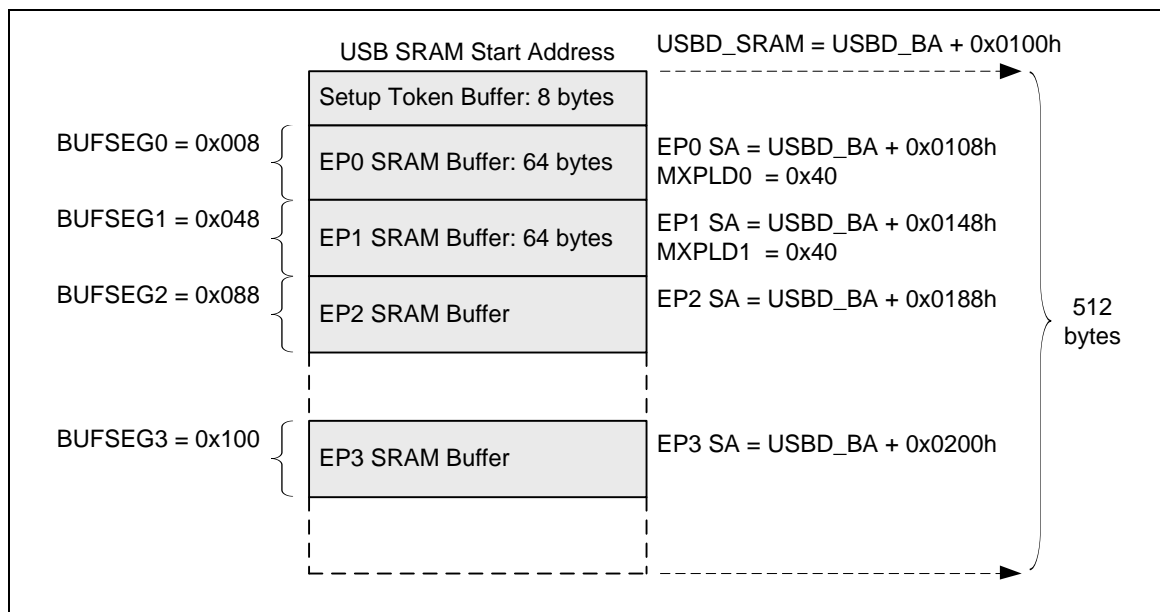 USB SRAM Start Address
USBD_SRAM = USBD_BA + 0x0100h
Setup Token Buffer: 8 bytes
BUFSEG0 = 0x008
EP0 SRAM Buffer: 64 bytes
EP0 SA = USBD_BA + 0x0108h
MXPLD0 = 0x40
BUFSEG1 = 0x048
EP1 SRAM Buffer: 64 bytes
EP1 SA = USBD_BA + 0x0148h
MXPLD1 = 0x40
BUFSEG2 = 0x088
EP2 SRAM Buffer
EP2 SA = USBD_BA + 0x0188h
512
bytes
BUFSEG3 = 0x100
EP3 SRAM Buffer
EP3 SA = USBD_BA + 0x0200h